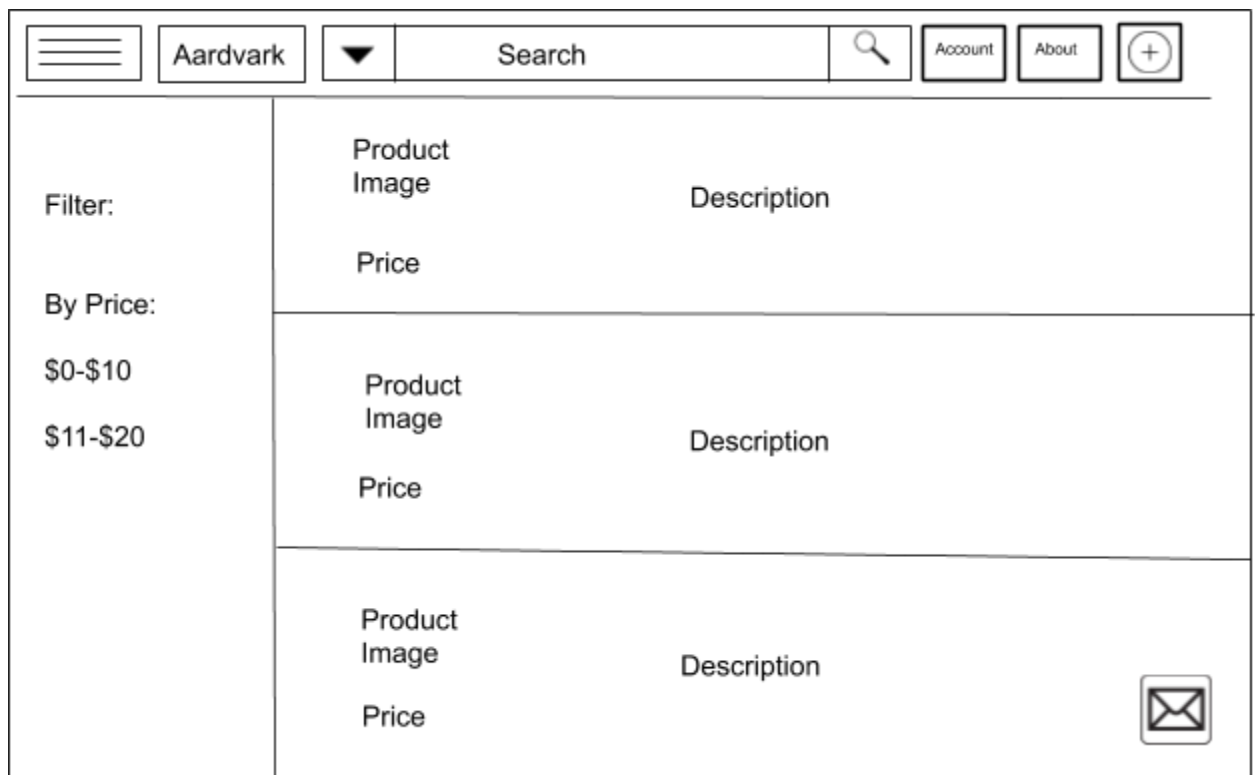 Aardvark
Search
Account
About
Filter:
By Price:
$0-$10
$11-$20
Product
Image
Description
Price
Product
Image
Description
Price
Product
Image
Description
Price